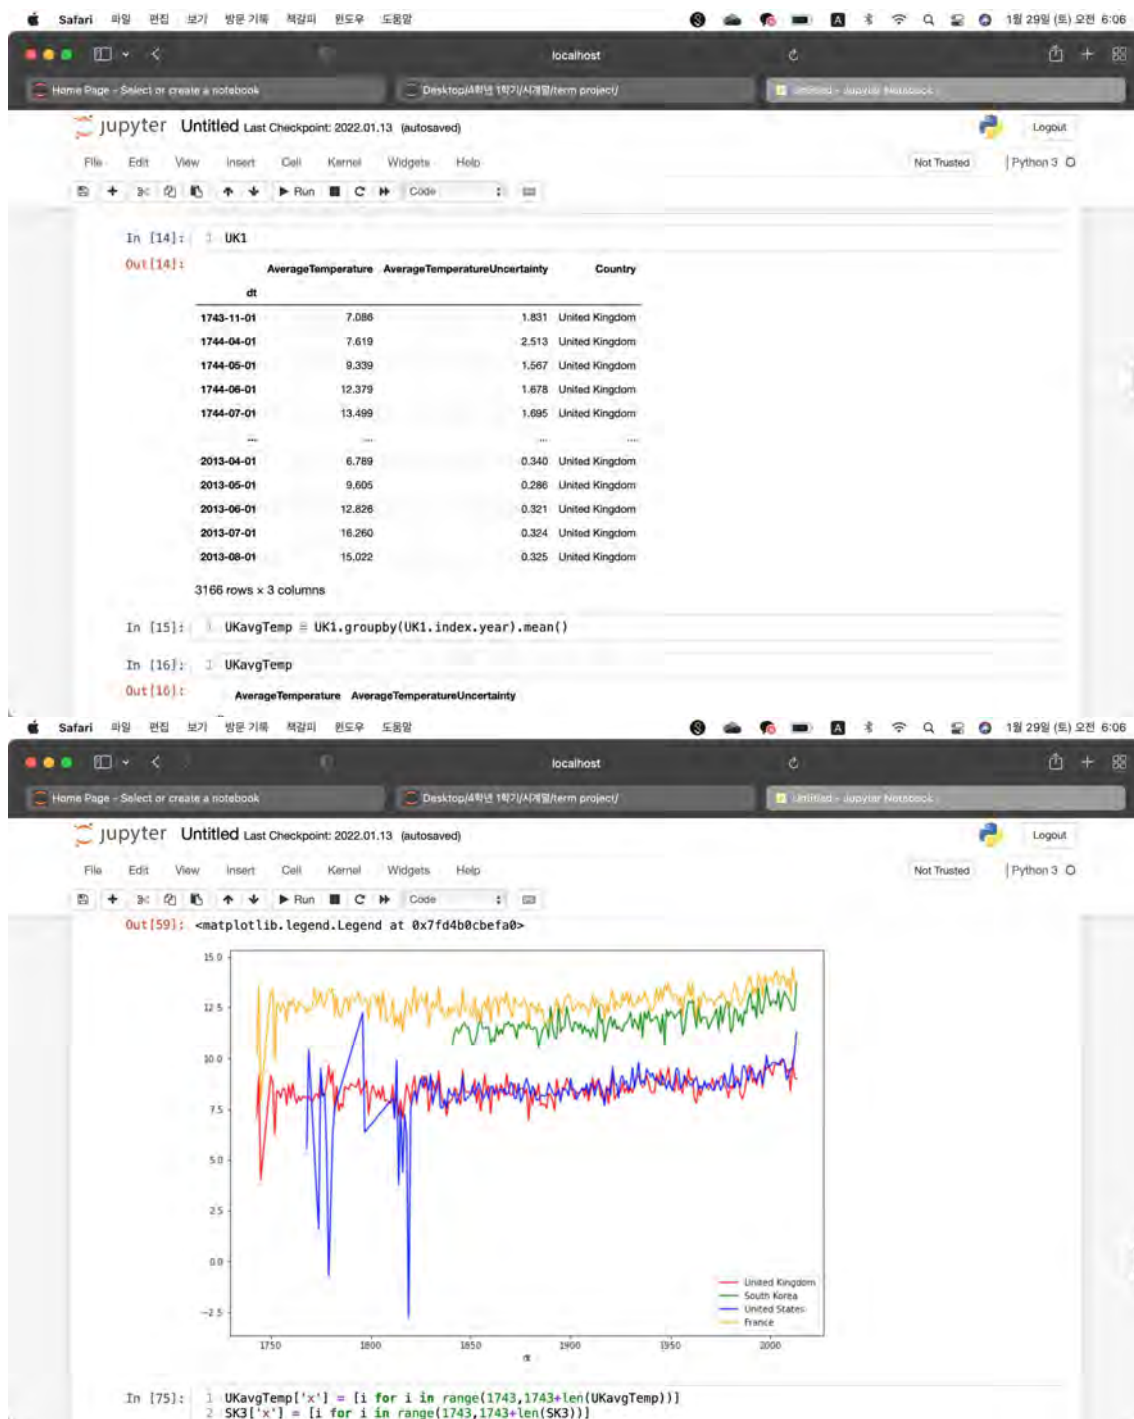 Safari 파일 편집 보기 방문 기록 책갈피 윈도우 도움말 1월 29일 (토) 오전 6:06
localhost
Home Page - Select or create a notebook Desktop/4학년 1학기/시계열/term project/ Untitled - Jupyter Notebook
jupyter Untitled Last Checkpoint: 2022.01.13 (autosaved) Logout
File Edit View Insert Cell Kernel Widgets Help Not Trusted Python 3
Run Code
In [14]: 1 UK1
Out[14]:
AverageTemperature AverageTemperatureUncertainty Country
dt
1743-11-01 7.086 1.831 United Kingdom
1744-04-01 7.619 2.513 United Kingdom
1744-05-01 9.339 1.567 United Kingdom
1744-06-01 12.379 1.678 United Kingdom
1744-07-01 13.499 1.695 United Kingdom
... ... ... ...
2013-04-01 6.789 0.340 United Kingdom
2013-05-01 9.605 0.286 United Kingdom
2013-06-01 12.826 0.321 United Kingdom
2013-07-01 16.260 0.324 United Kingdom
2013-08-01 15.022 0.325 United Kingdom
3166 rows × 3 columns
In [15]: 1 UKavgTemp = UK1.groupby(UK1.index.year).mean()
In [16]: 1 UKavgTemp
Out[16]:
AverageTemperature AverageTemperatureUncertainty
Safari 파일 편집 보기 방문 기록 책갈피 윈도우 도움말 1월 29일 (토) 오전 6:06
localhost
Home Page - Select or create a notebook Desktop/4학년 1학기/시계열/term project/ Untitled - Jupyter Notebook
jupyter Untitled Last Checkpoint: 2022.01.13 (autosaved) Logout
File Edit View Insert Cell Kernel Widgets Help Not Trusted Python 3
Run Code
Out[59]: <matplotlib.legend.Legend at 0x7fd4b0cbefa0>
15.0
12.5
10.0
7.5
5.0
2.5
0.0
−2.5
United Kingdom
South Korea
United States
France
1750 1800 1850 1900 1950 2000
dt
In [75]: 1 UKavgTemp['x'] = [i for i in range(1743,1743+len(UKavgTemp))]
2 SK3['x'] = [i for i in range(1743,1743+len(SK3))]